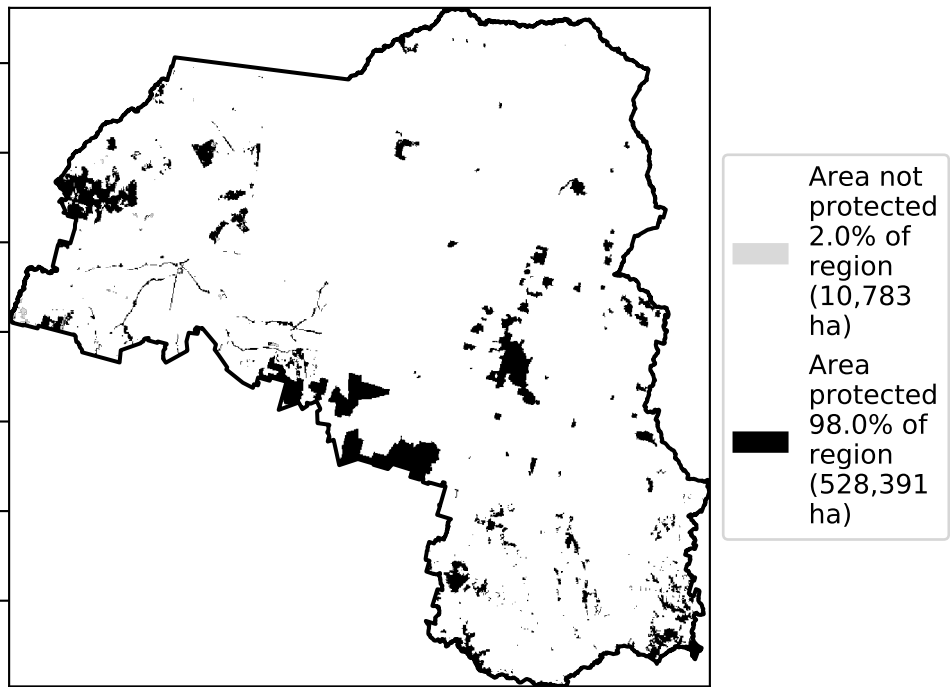 Area not
protected
2.0% of
region
(10,783
ha)
Area
protected
98.0% of
region
(528,391
ha)